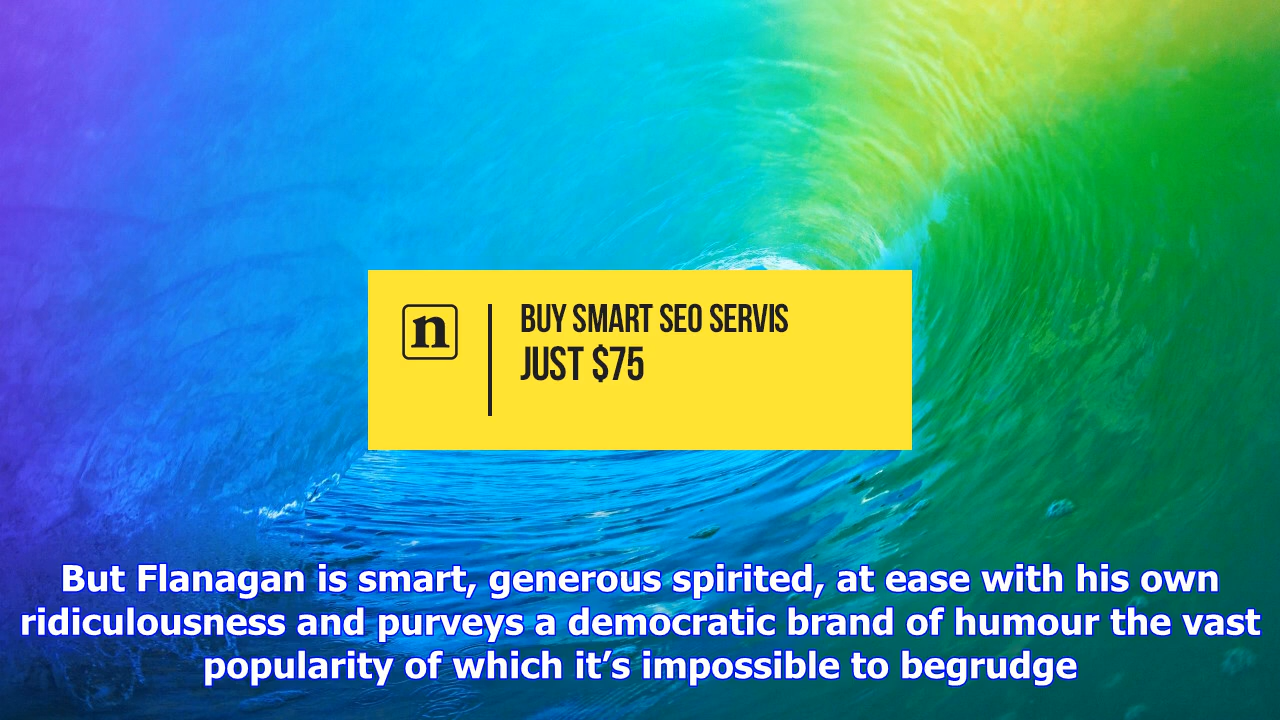 n
BUY SMART SEO SERVIS
JUST $75
But Flanagan is smart, generous spirited, at ease with his own
ridiculousness and purveys a democratic brand of humour the vast
popularity of which it’s impossible to begrudge